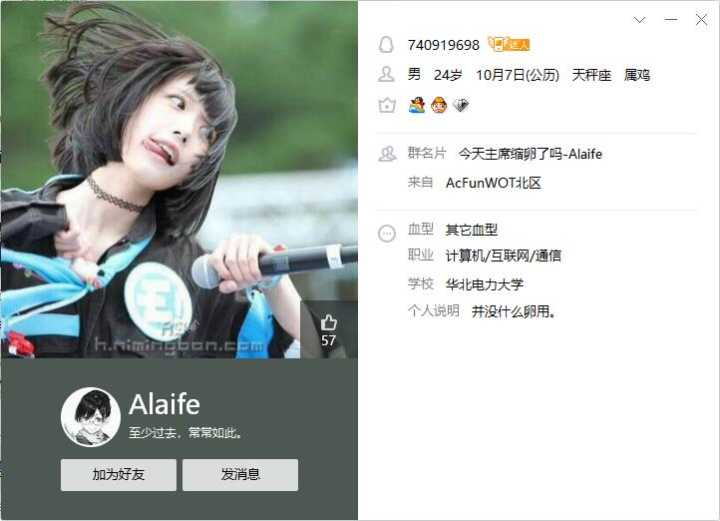 740919698 达人
男 24岁 10月7日(公历) 天秤座 属鸡
群名片 今天主席缩卵了吗-Alaife
来自 AcFunWOT北区
血型 其它血型
职业 计算机/互联网/通信
学校 华北电力大学
个人说明 并没什么卵用。
57
h.nimingban.com
Alaife
至少过去，常常如此。
加为好友 发消息